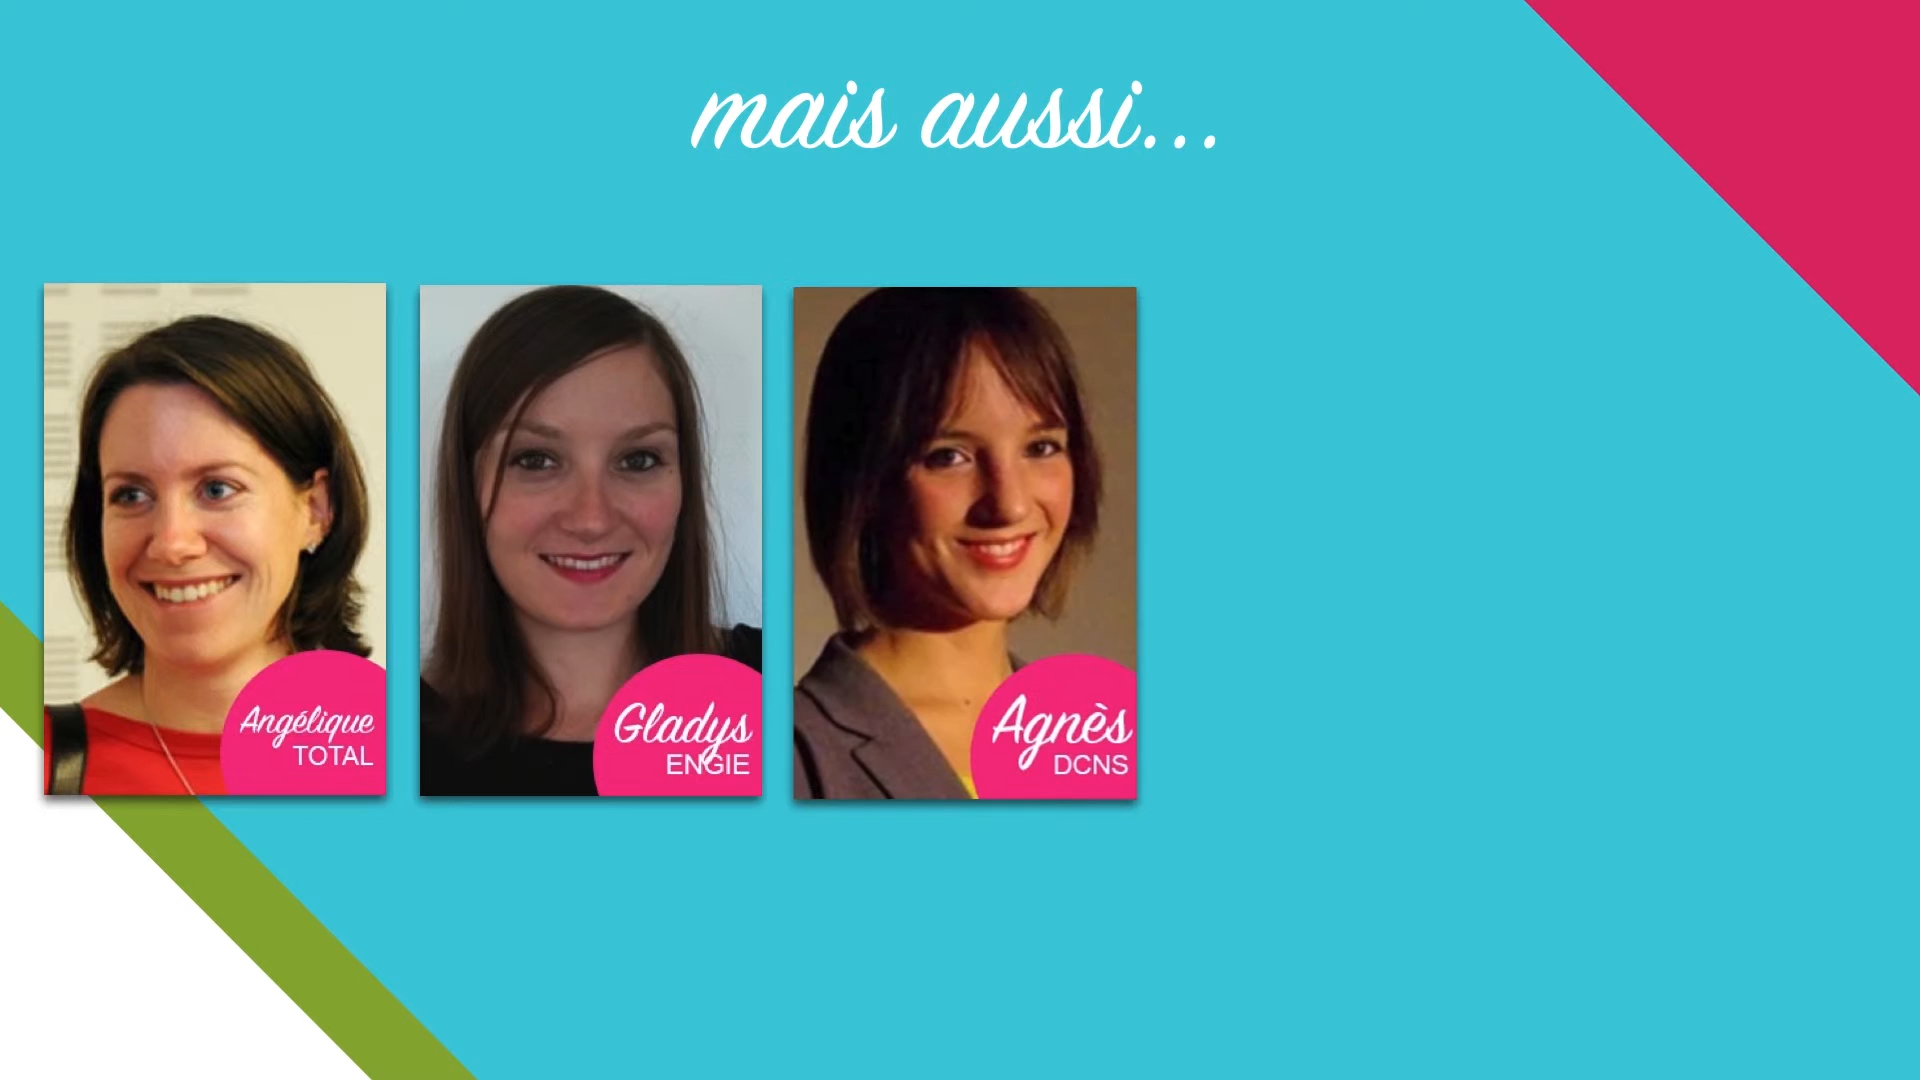 mais aussi...
Angélique
TOTAL
Gladys
ENGIE
Agnès
DCNS